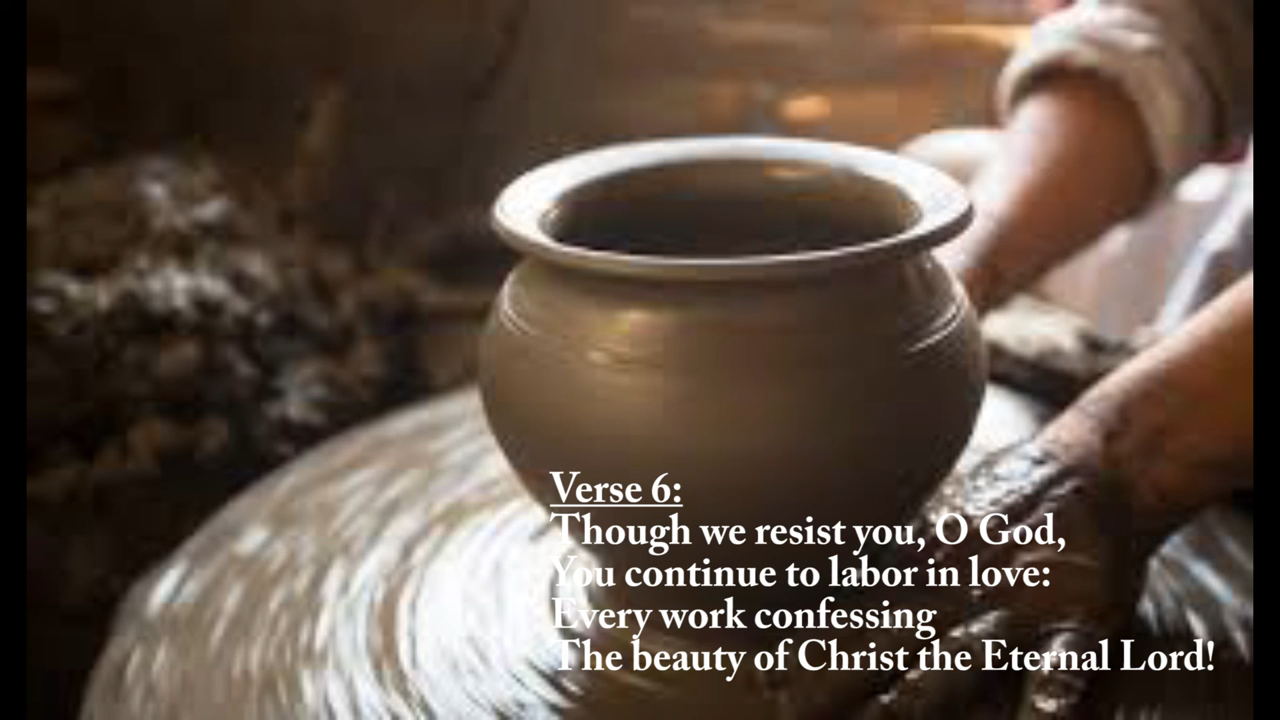 Verse 6:
Though we resist you, O God,
You continue to labor in love:
Every work confessing
The beauty of Christ the Eternal Lord!